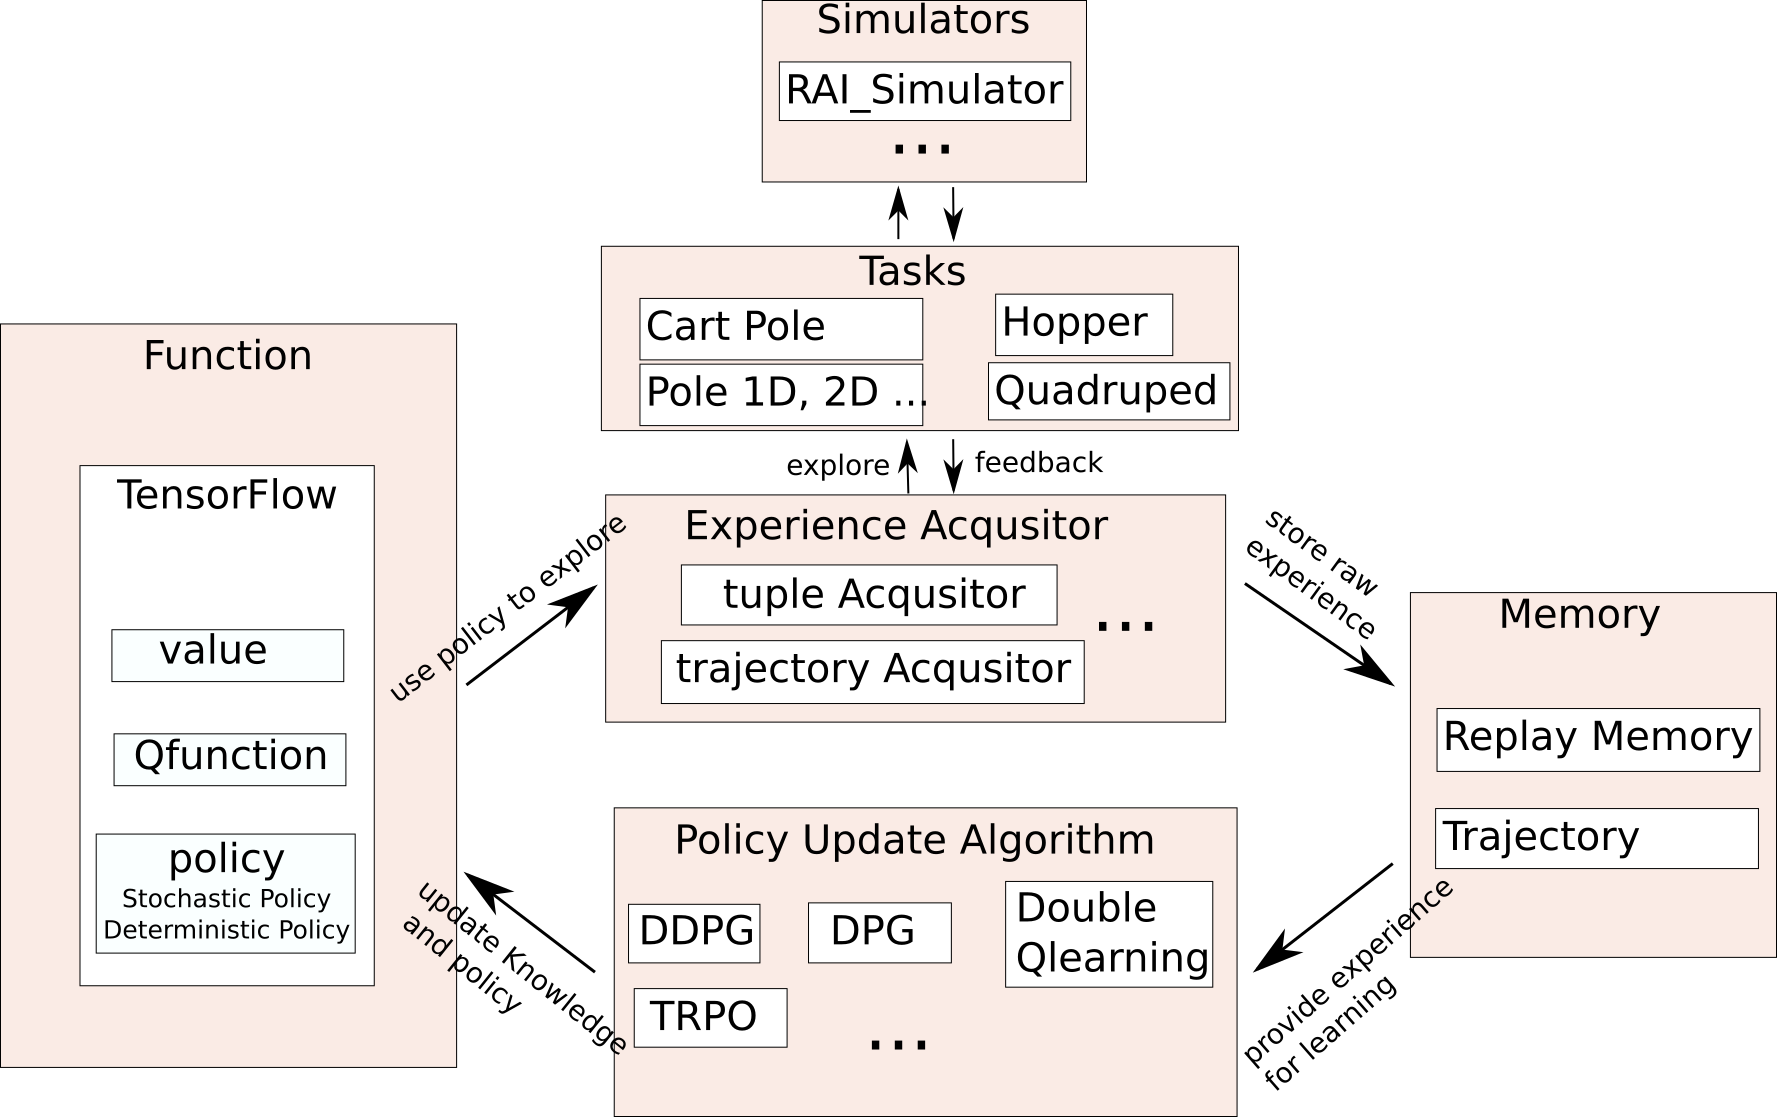 Simulators
RAI_Simulator
...
Tasks
Cart Pole
Hopper
Pole 1D, 2D ...
Quadruped
explore
feedback
Function
TensorFlow
value
Qfunction
policy
Stochastic Policy
Deterministic Policy
use policy to explore
Experience Acqusitor
tuple Acqusitor
...
trajectory Acqusitor
store raw
experience
Memory
Replay Memory
Trajectory
provide experience
for learning
Policy Update Algorithm
DDPG
DPG
Double
Qlearning
TRPO
...
update Knowledge
and policy